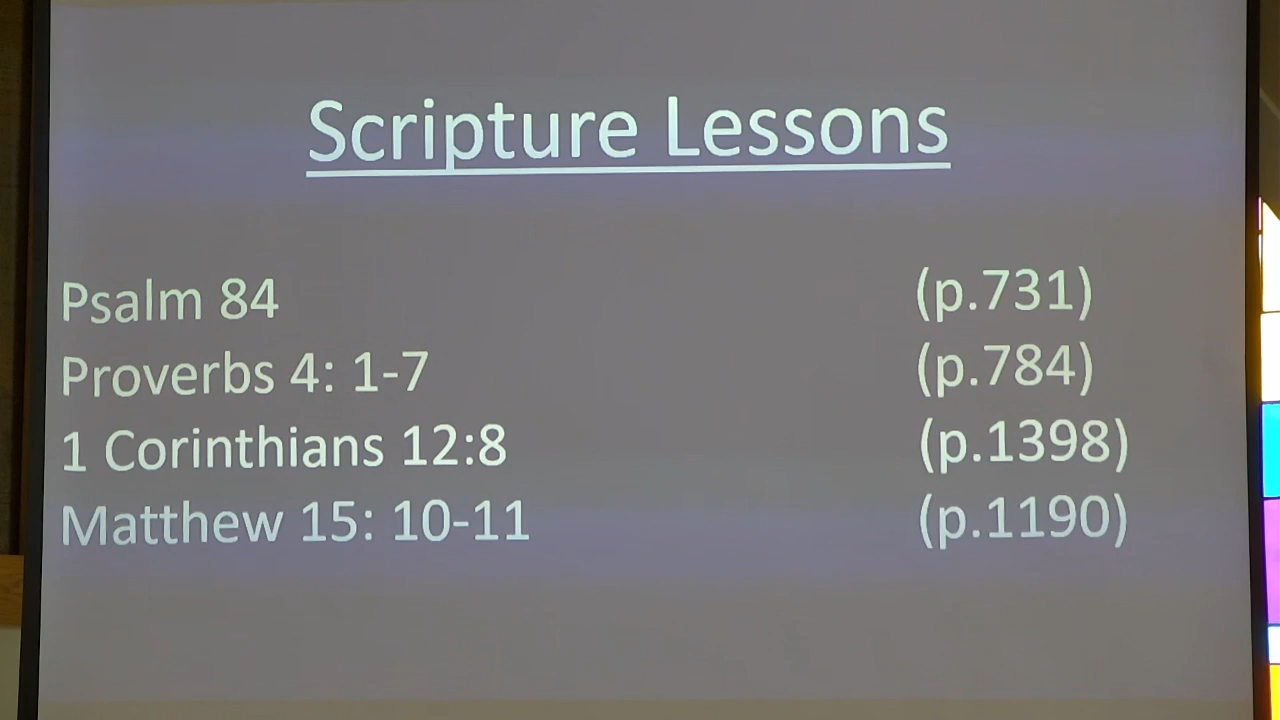 Scripture Lessons
Psalm 84 (p.731)
Proverbs 4: 1-7 (p.784)
1 Corinthians 12:8 (p.1398)
Matthew 15: 10-11 (p.1190)